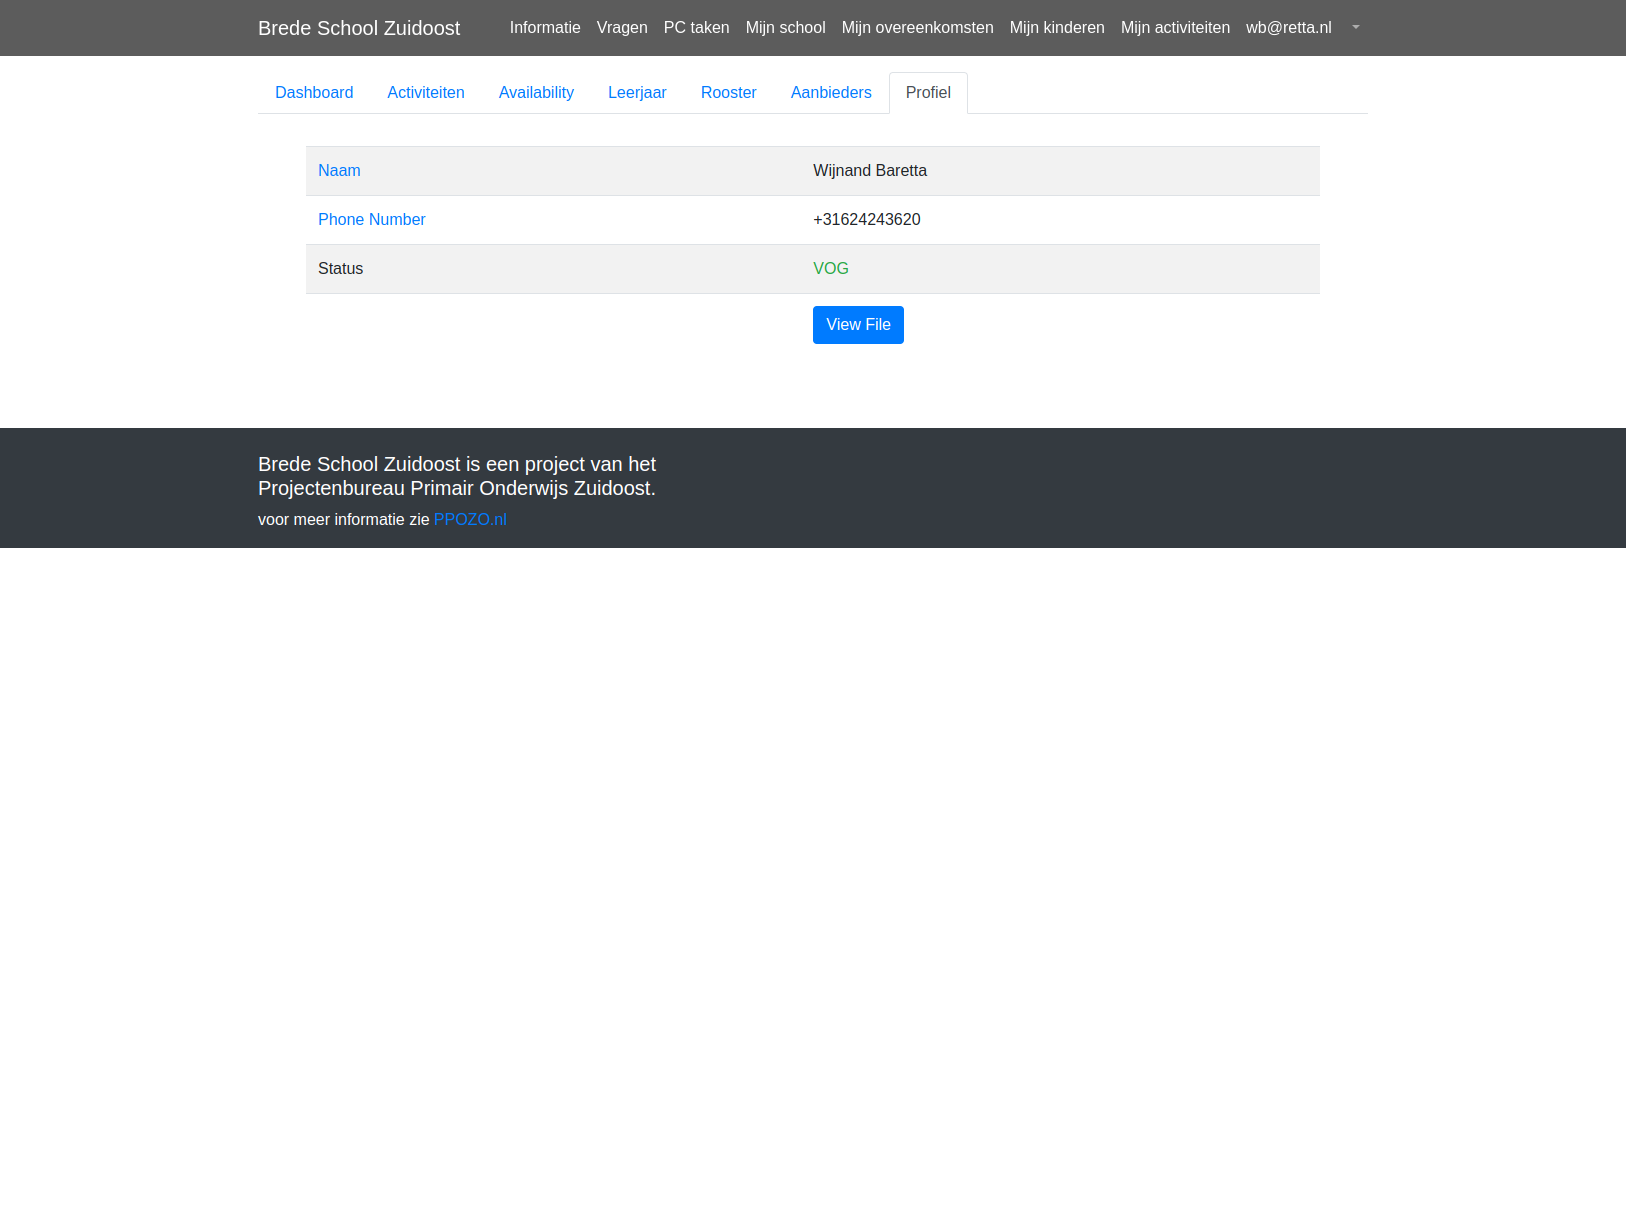 Brede School Zuidoost Informatie Vragen PC taken Mijn school Mijn overeenkomsten Mijn kinderen Mijn activiteiten wb@retta.nl
Dashboard Activiteiten Availability Leerjaar Rooster Aanbieders Profiel
Naam Wijnand Baretta
Phone Number +31624243620
Status VOG
View File
Brede School Zuidoost is een project van het
Projectenbureau Primair Onderwijs Zuidoost.
voor meer informatie zie PPOZO.nl